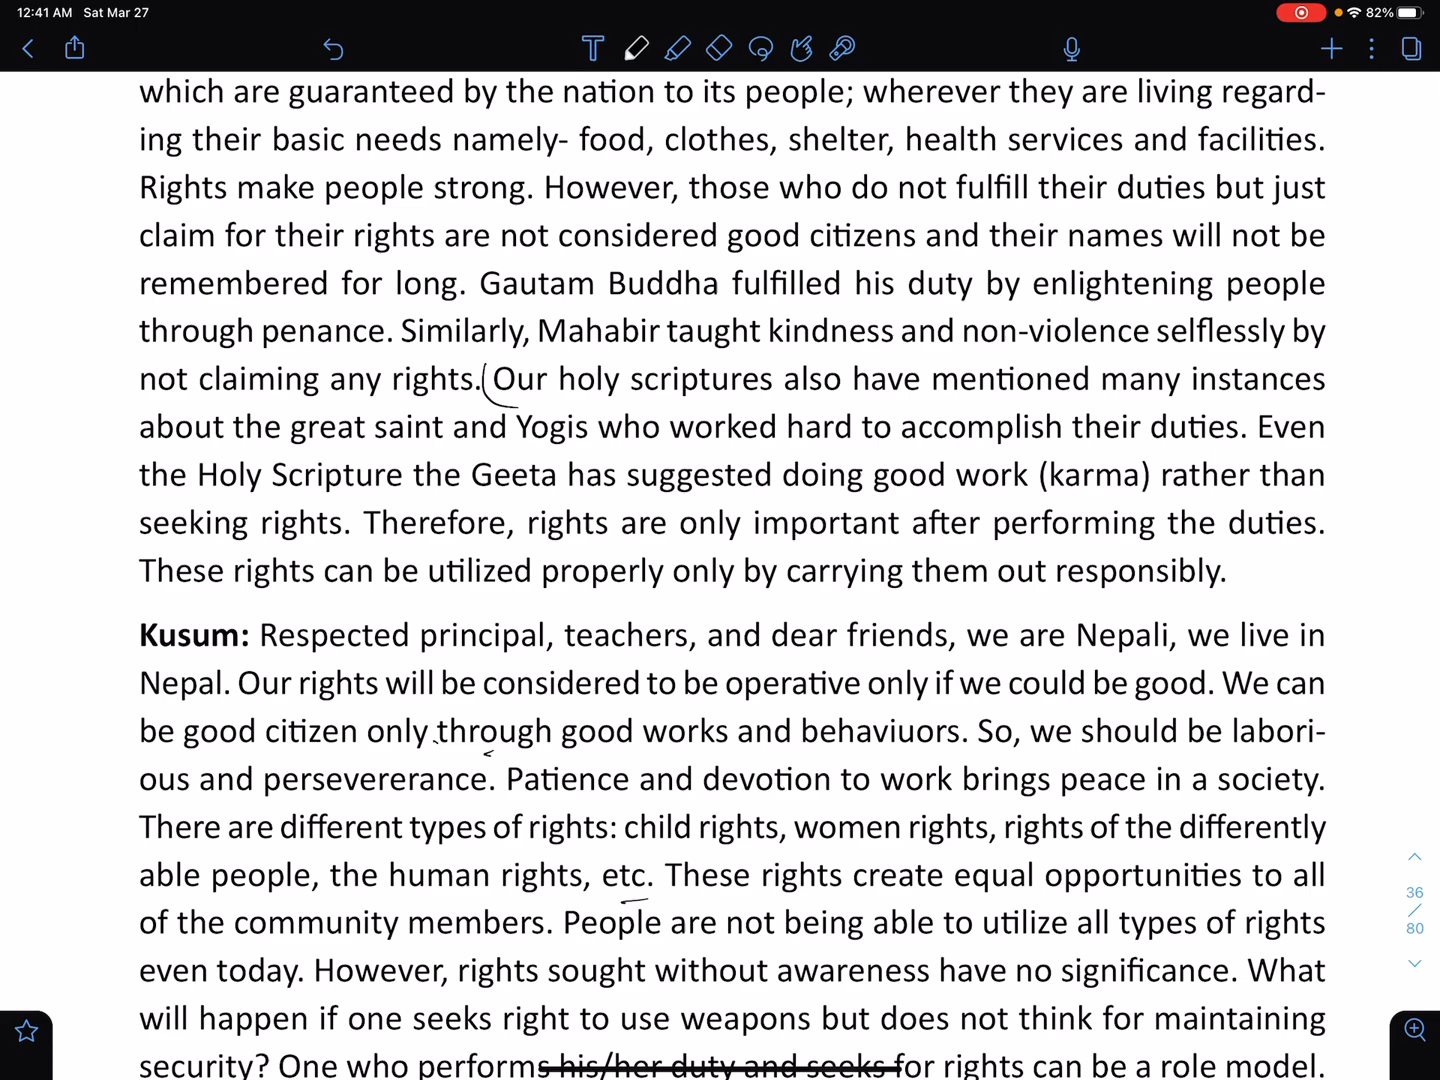 12:41 AM Sat Mar 27
82%
which are guaranteed by the nation to its people; wherever they are living regard-
ing their basic needs namely- food, clothes, shelter, health services and facilities.
Rights make people strong. However, those who do not fulfill their duties but just
claim for their rights are not considered good citizens and their names will not be
remembered for long. Gautam Buddha fulfilled his duty by enlightening people
through penance. Similarly, Mahabir taught kindness and non-violence selflessly by
not claiming any rights. Our holy scriptures also have mentioned many instances
about the great saint and Yogis who worked hard to accomplish their duties. Even
the Holy Scripture the Geeta has suggested doing good work (karma) rather than
seeking rights. Therefore, rights are only important after performing the duties.
These rights can be utilized properly only by carrying them out responsibly.
Kusum: Respected principal, teachers, and dear friends, we are Nepali, we live in
Nepal. Our rights will be considered to be operative only if we could be good. We can
be good citizen only through good works and behaviuors. So, we should be labori-
ous and persevererance. Patience and devotion to work brings peace in a society.
There are different types of rights: child rights, women rights, rights of the differently
able people, the human rights, etc. These rights create equal opportunities to all
of the community members. People are not being able to utilize all types of rights
even today. However, rights sought without awareness have no significance. What
will happen if one seeks right to use weapons but does not think for maintaining
security? One who performs his/her duty and seeks for rights can be a role model.
36
/
80